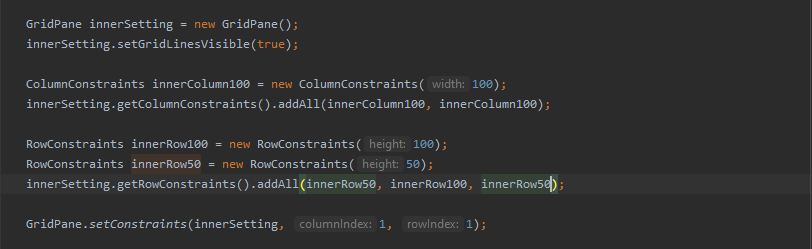 GridPane innerSetting = new GridPane();
innerSetting.setGridLinesVisible(true);
ColumnConstraints innerColumn100 = new ColumnConstraints( width: 100);
innerSetting.getColumnConstraints().addAll(innerColumn100, innerColumn100);
RowConstraints innerRow100 = new RowConstraints( height: 100);
RowConstraints innerRow50 = new RowConstraints( height: 50);
innerSetting.getRowConstraints().addAll(innerRow50, innerRow100, innerRow50);
GridPane.setConstraints(innerSetting, columnIndex: 1, rowIndex: 1);